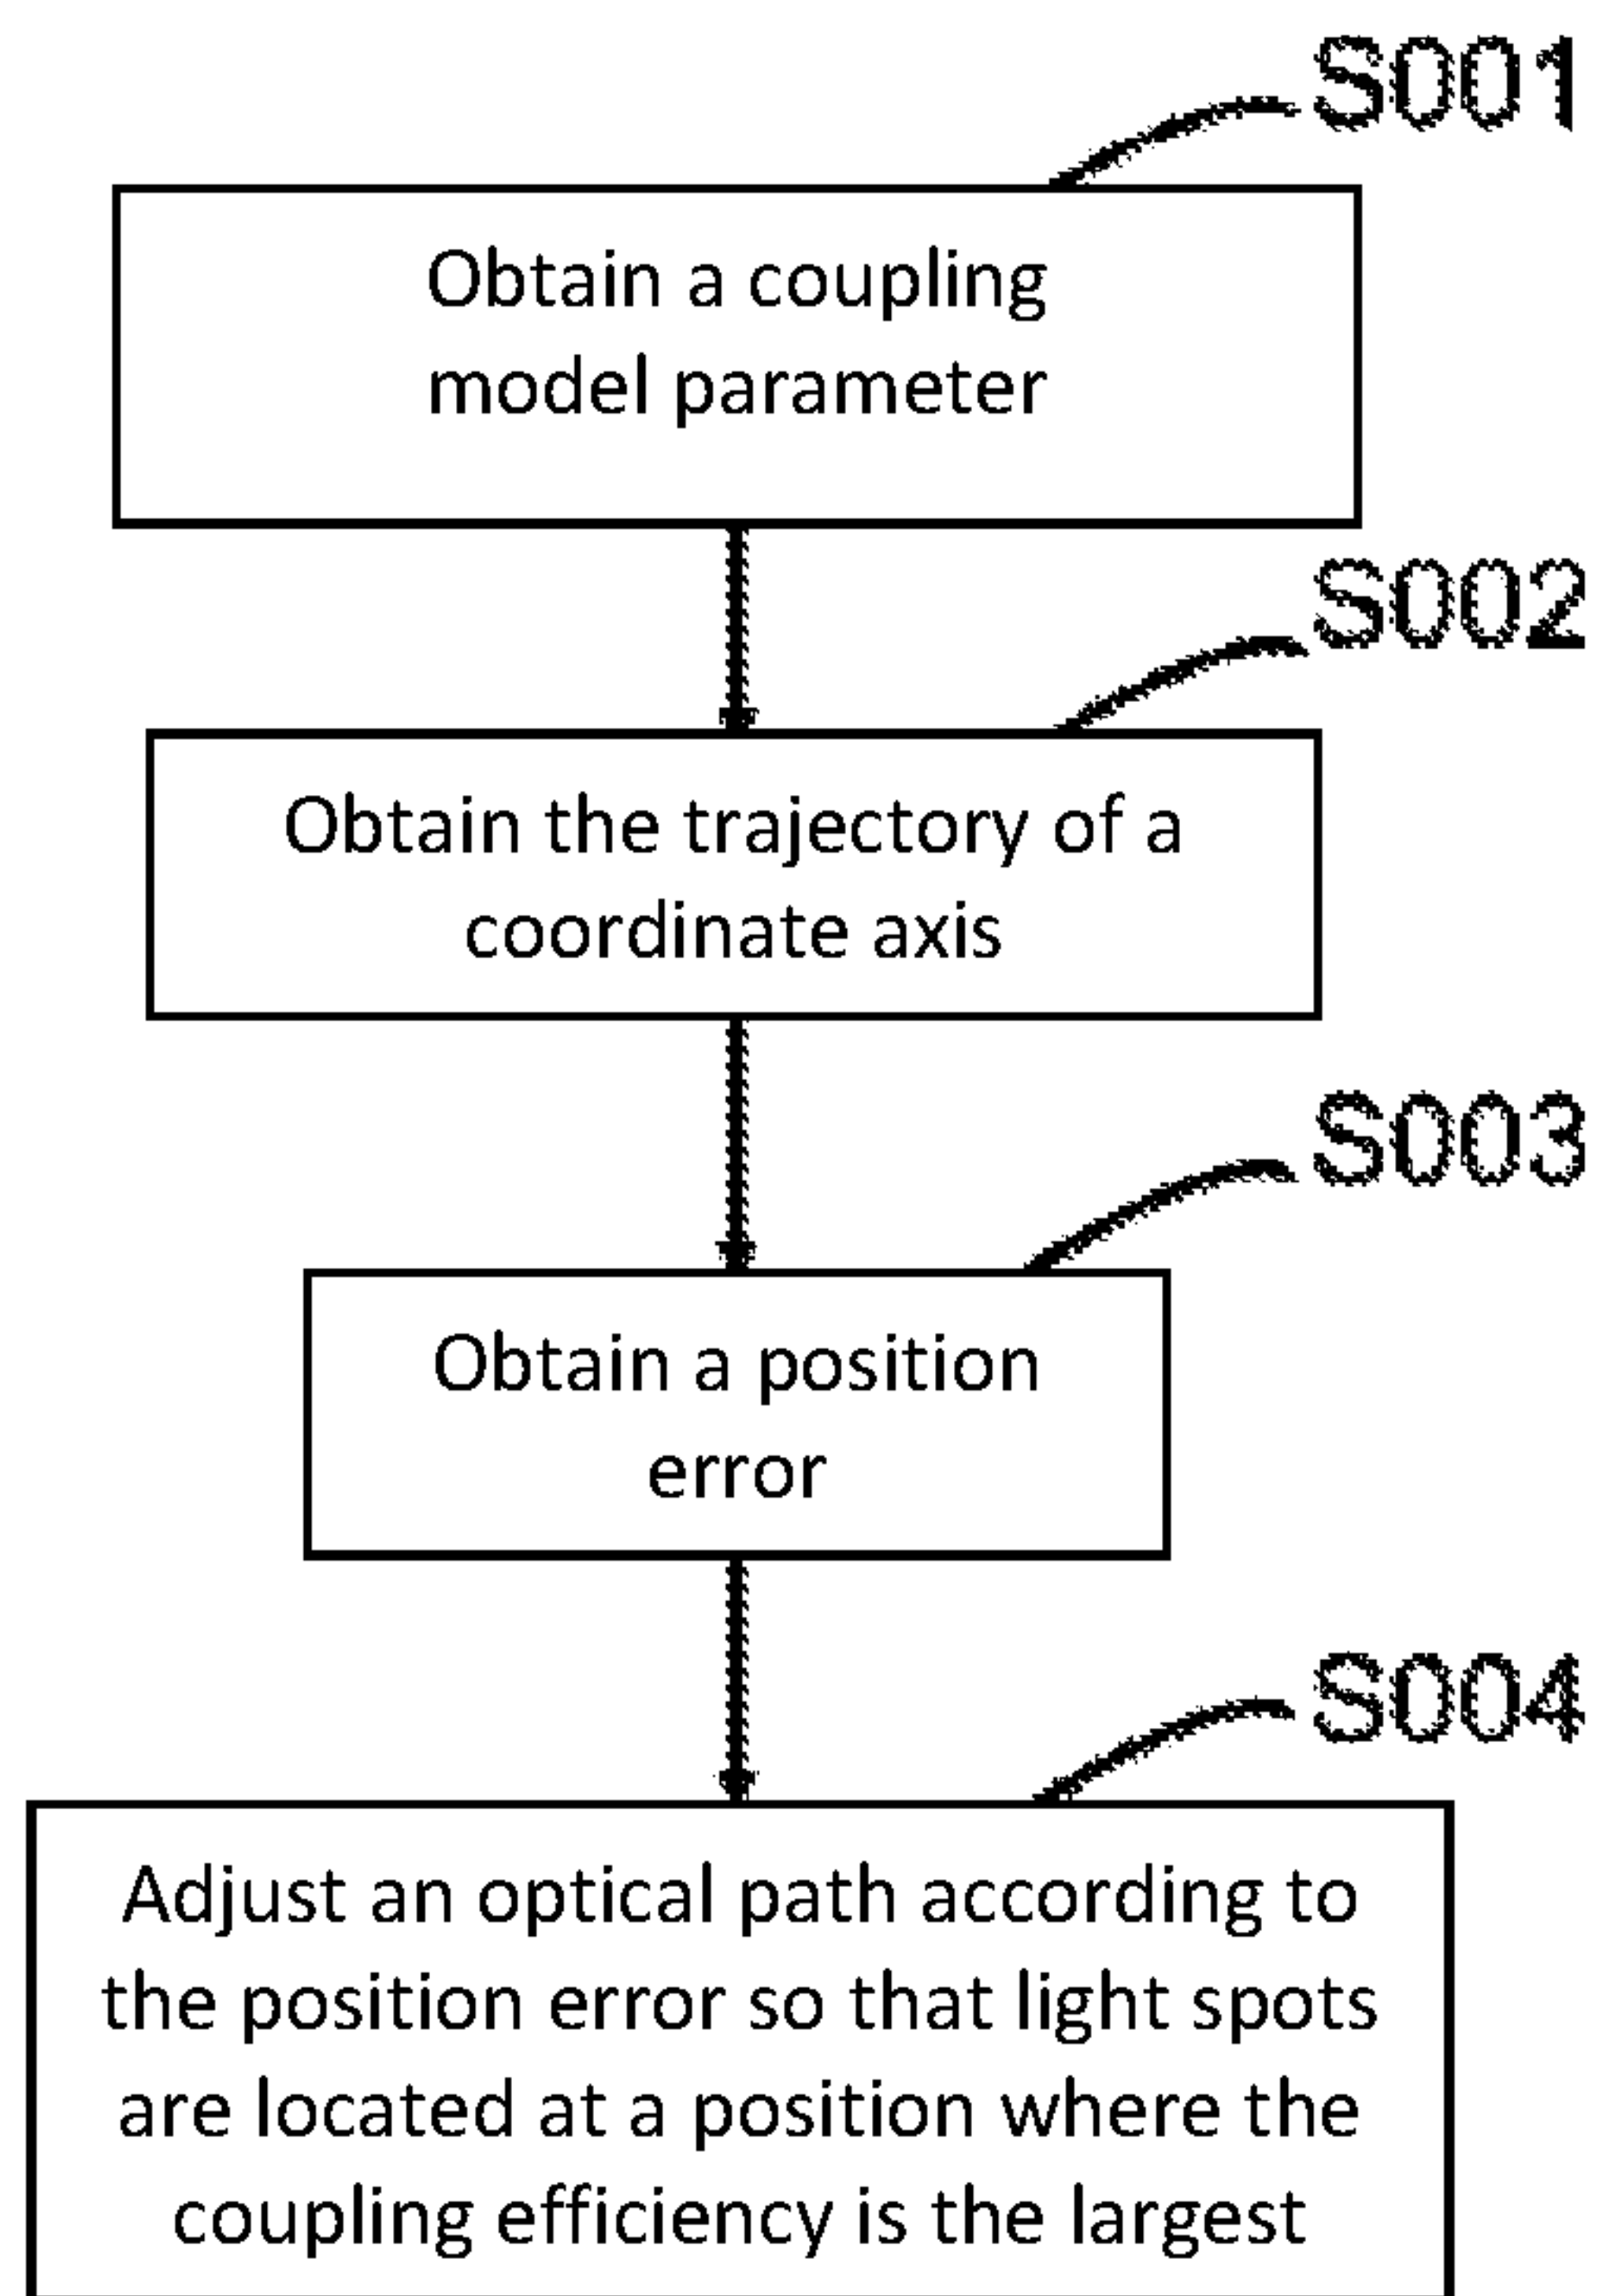 S001
Obtain a coupling
model parameter
S002
Obtain the trajectory of a
coordinate axis
S003
Obtain a position
error
S004
Adjust an optical path according to
the position error so that light spots
are located at a position where the
coupling efficiency is the largest